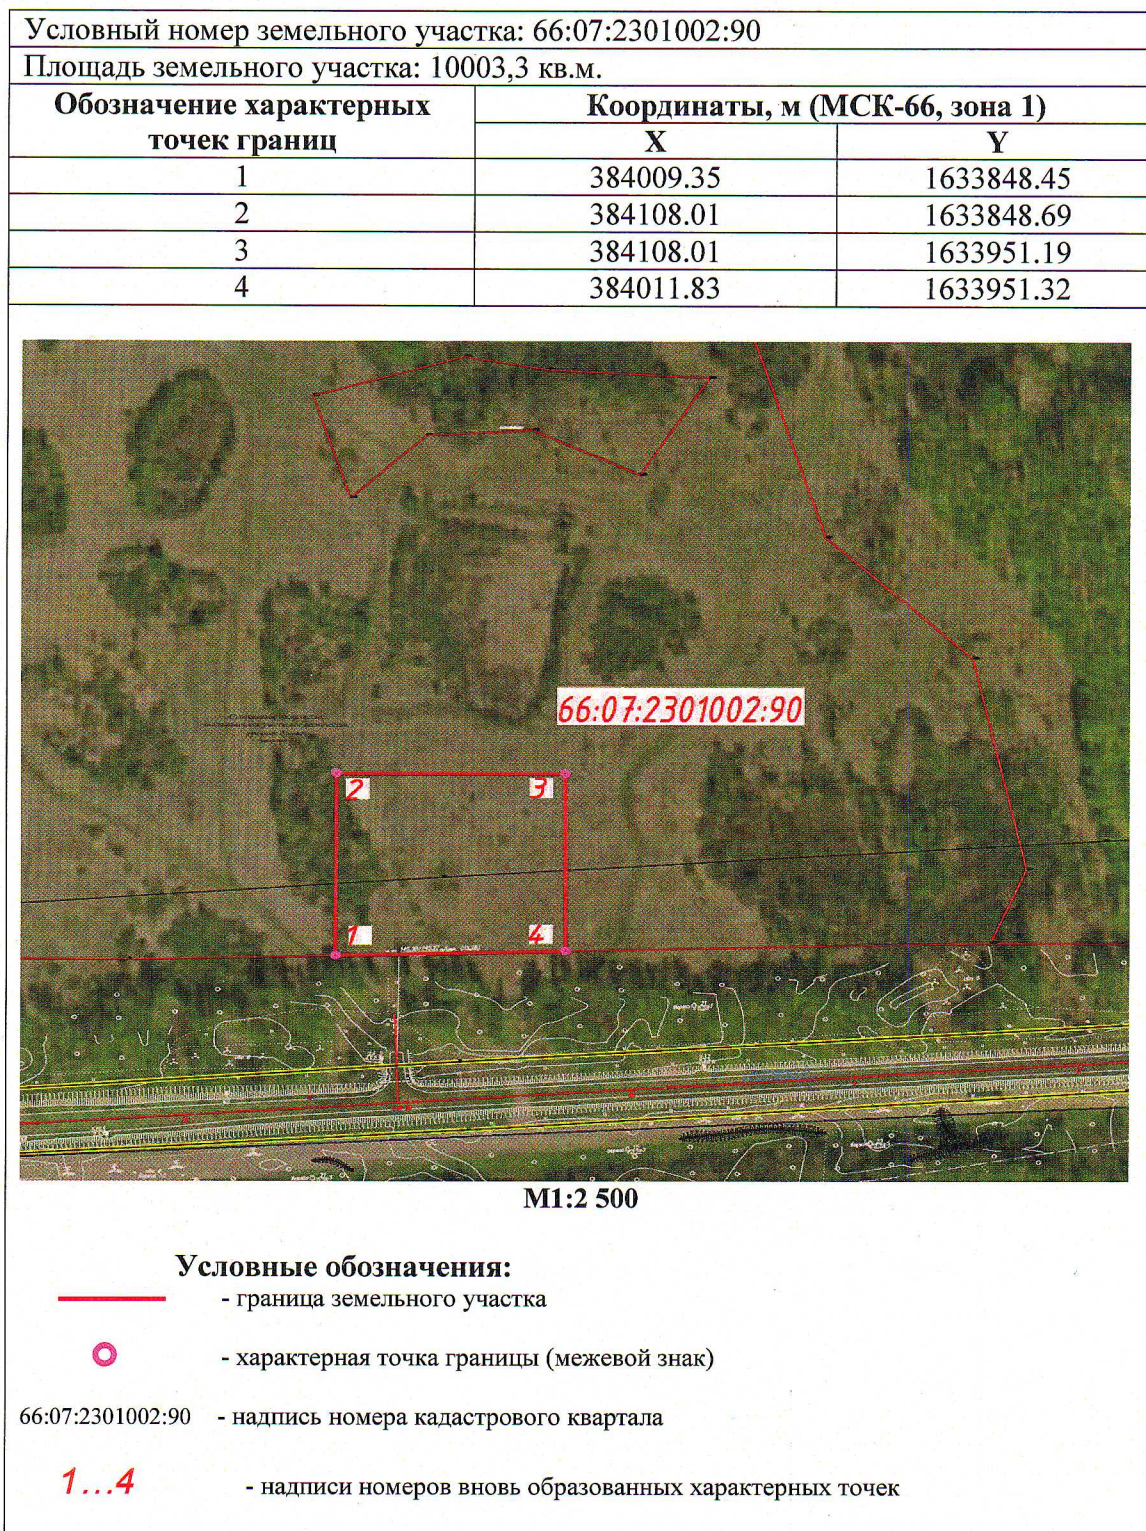 Условный номер земельного участка: 66:07:2301002:90
Площадь земельного участка: 10003,3 кв.м.
Обозначение характерных точек границ
Координаты, м (МСК-66, зона 1)
X Y
1 384009.35 1633848.45
2 384108.01 1633848.69
3 384108.01 1633951.19
4 384011.83 1633951.32
66:07:2301002:90
2 3
1 4
М1:2 500
Условные обозначения:
- граница земельного участка
- характерная точка границы (межевой знак)
66:07:2301002:90 - надпись номера кадастрового квартала
1...4 - надписи номеров вновь образованных характерных точек